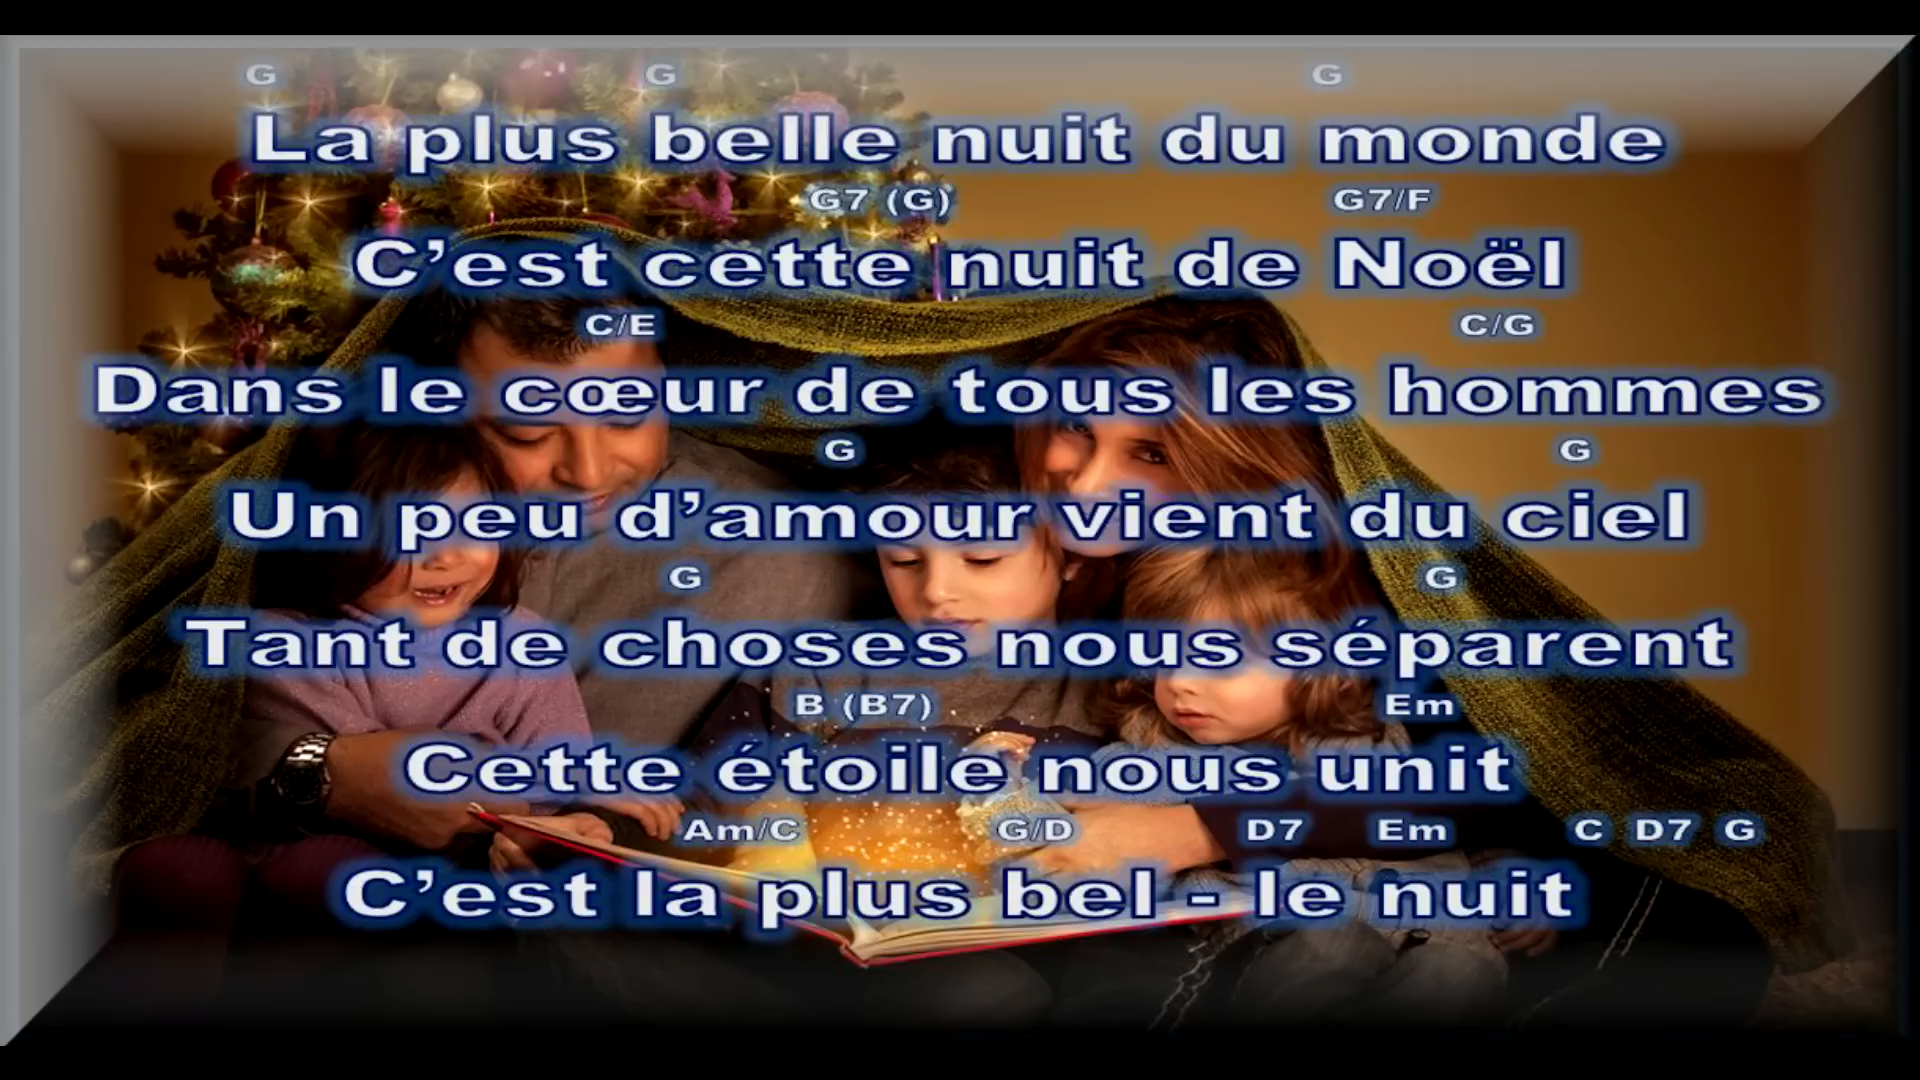 G G G
La plus belle nuit du monde
G7 (G) G7/F
C’est cette nuit de Noël
C/E C/G
Dans le cœur de tous les hommes
G G
Un peu d’amour vient du ciel
G G
Tant de choses nous séparent
B (B7) Em
Cette étoile nous unit
Am/C G/D D7 Em C D7 G
C’est la plus bel - le nuit